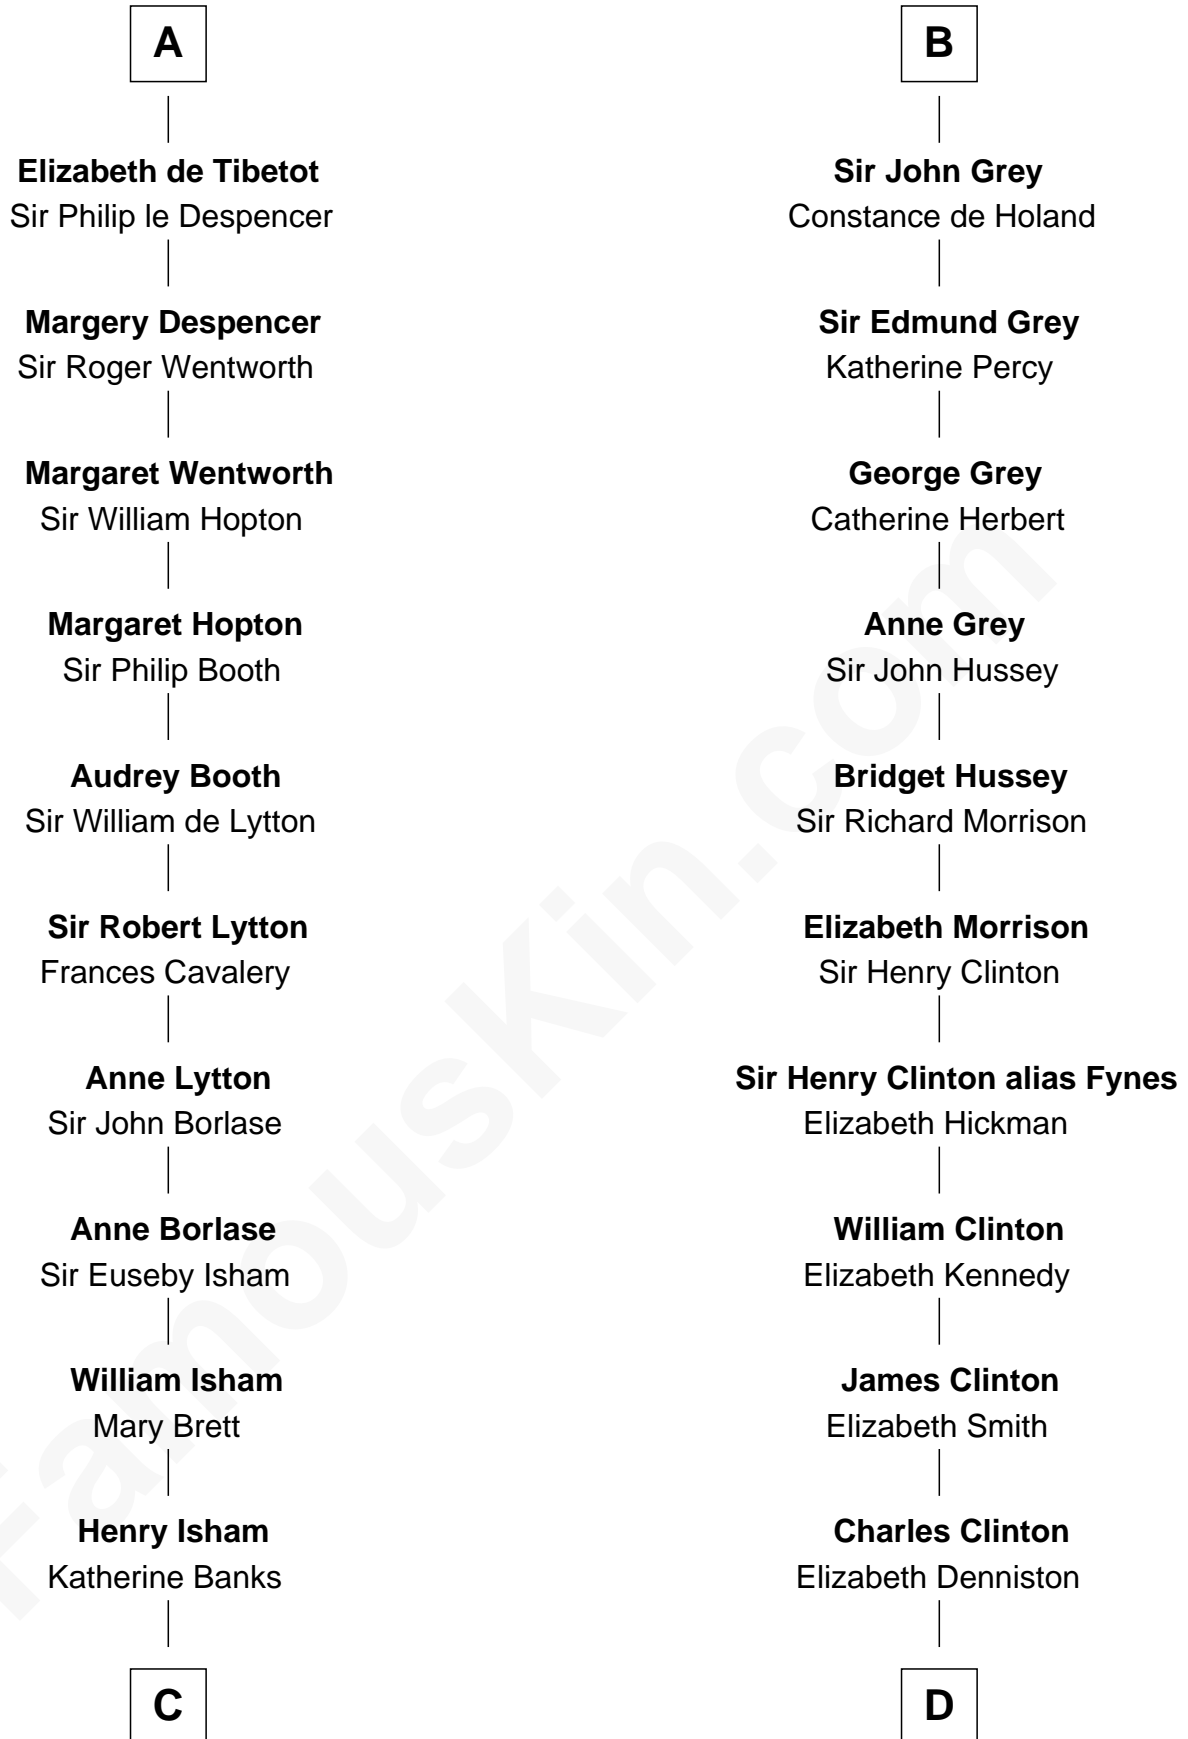 A
Elizabeth de Tibetot
Sir Philip le Despencer
Margery Despencer
Sir Roger Wentworth
Margaret Wentworth
Sir William Hopton
Margaret Hopton
Sir Philip Booth
Audrey Booth
Sir William de Lytton
Sir Robert Lytton
Frances Cavalery
Anne Lytton
Sir John Borlase
Anne Borlase
Sir Euseby Isham
William Isham
Mary Brett
Henry Isham
Katherine Banks
C
B
Sir John Grey
Constance de Holand
Sir Edmund Grey
Katherine Percy
George Grey
Catherine Herbert
Anne Grey
Sir John Hussey
Bridget Hussey
Sir Richard Morrison
Elizabeth Morrison
Sir Henry Clinton
Sir Henry Clinton alias Fynes
Elizabeth Hickman
William Clinton
Elizabeth Kennedy
James Clinton
Elizabeth Smith
Charles Clinton
Elizabeth Denniston
D
FamousKin.com